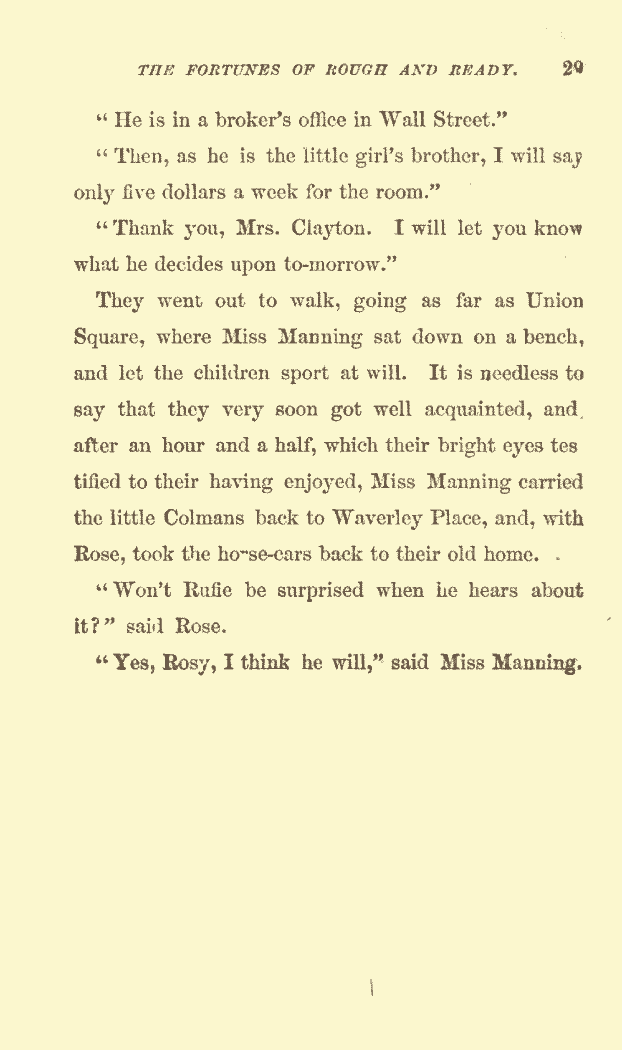 THE FORTUNES OF ROUGH AND READY. 29
“ He is in a broker’s office in Wall Street.”
“ Then, as he is the little girl’s brother, I will say
only five dollars a week for the room.”
“ Thank you, Mrs. Clayton. I will let you know
what he decides upon to-morrow.”
They went out to walk, going as far as Union
Square, where Miss Manning sat down on a bench,
and let the children sport at will. It is needless to
say that they very soon got well acquainted, and
after an hour and a half, which their bright eyes tes
tified to their having enjoyed, Miss Manning carried
the little Colmans back to Waverley Place, and, with
Rose, took the horse-cars back to their old home.
“ Won’t Rufie be surprised when he hears about
it?” said Rose.
“ Yes, Rosy, I think he will,” said Miss Manning.